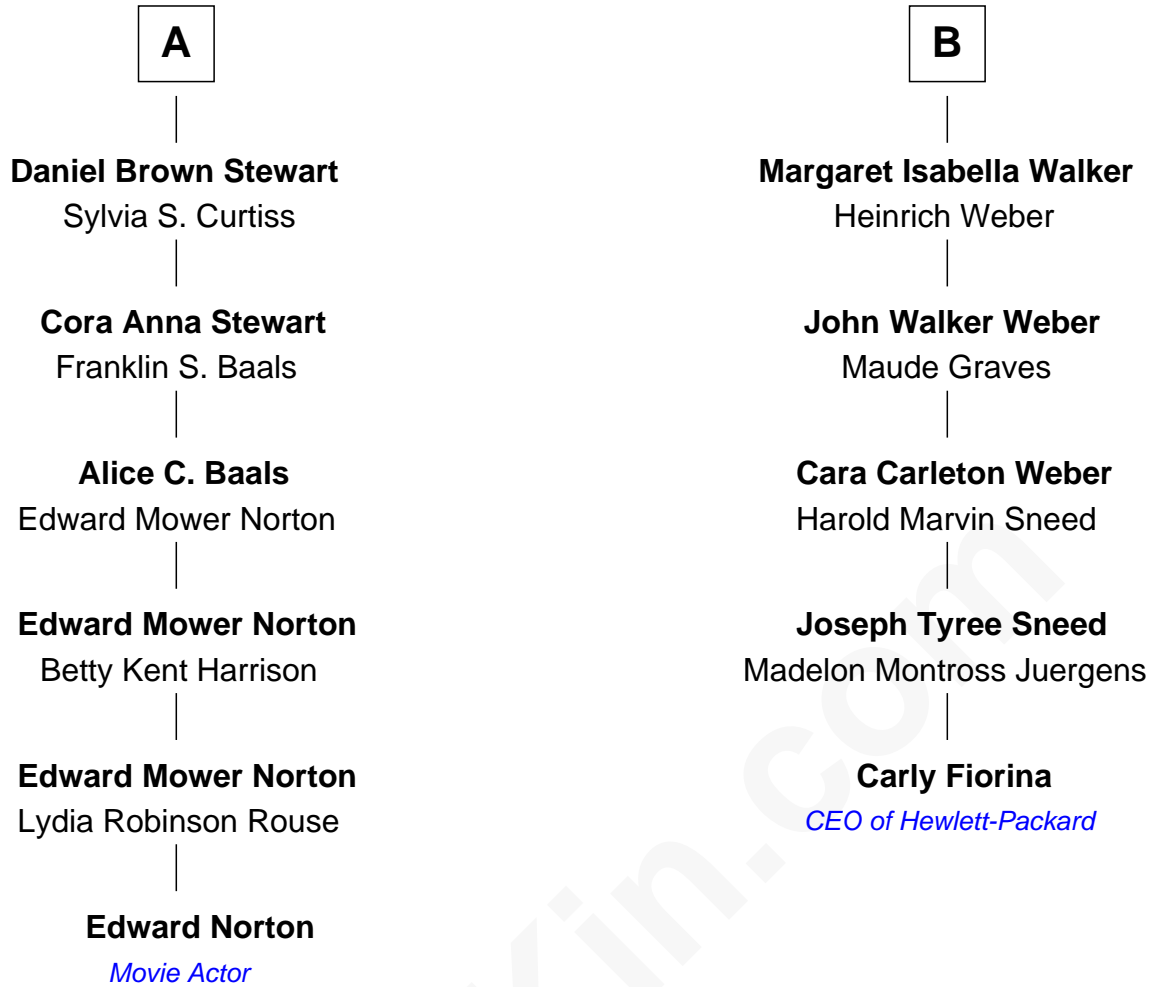 A
Daniel Brown Stewart
Sylvia S. Curtiss
Cora Anna Stewart
Franklin S. Baals
Alice C. Baals
Edward Mower Norton
Edward Mower Norton
Betty Kent Harrison
Edward Mower Norton
Lydia Robinson Rouse
Edward Norton
Movie Actor
B
Margaret Isabella Walker
Heinrich Weber
John Walker Weber
Maude Graves
Cara Carleton Weber
Harold Marvin Sneed
Joseph Tyree Sneed
Madelon Montross Juergens
Carly Fiorina
CEO of Hewlett-Packard